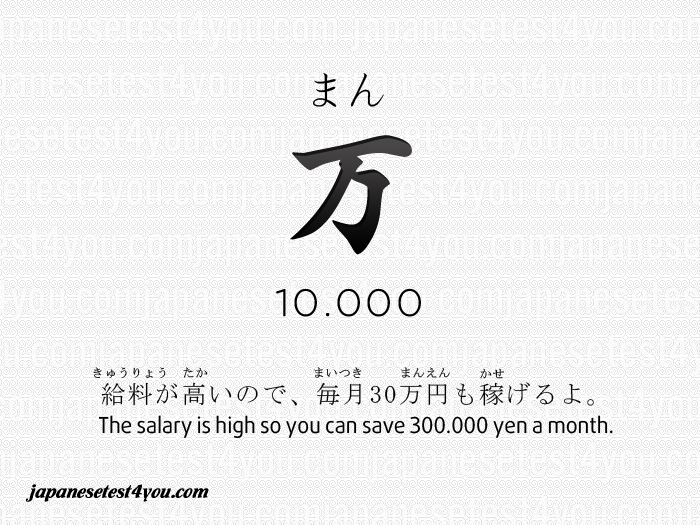 まん
万
10.000
きゅうりょう たか まいつき まんえん かせ
給料が高いので、毎月30万円も稼げるよ。
The salary is high so you can save 300.000 yen a month.
japanesetest4you.com